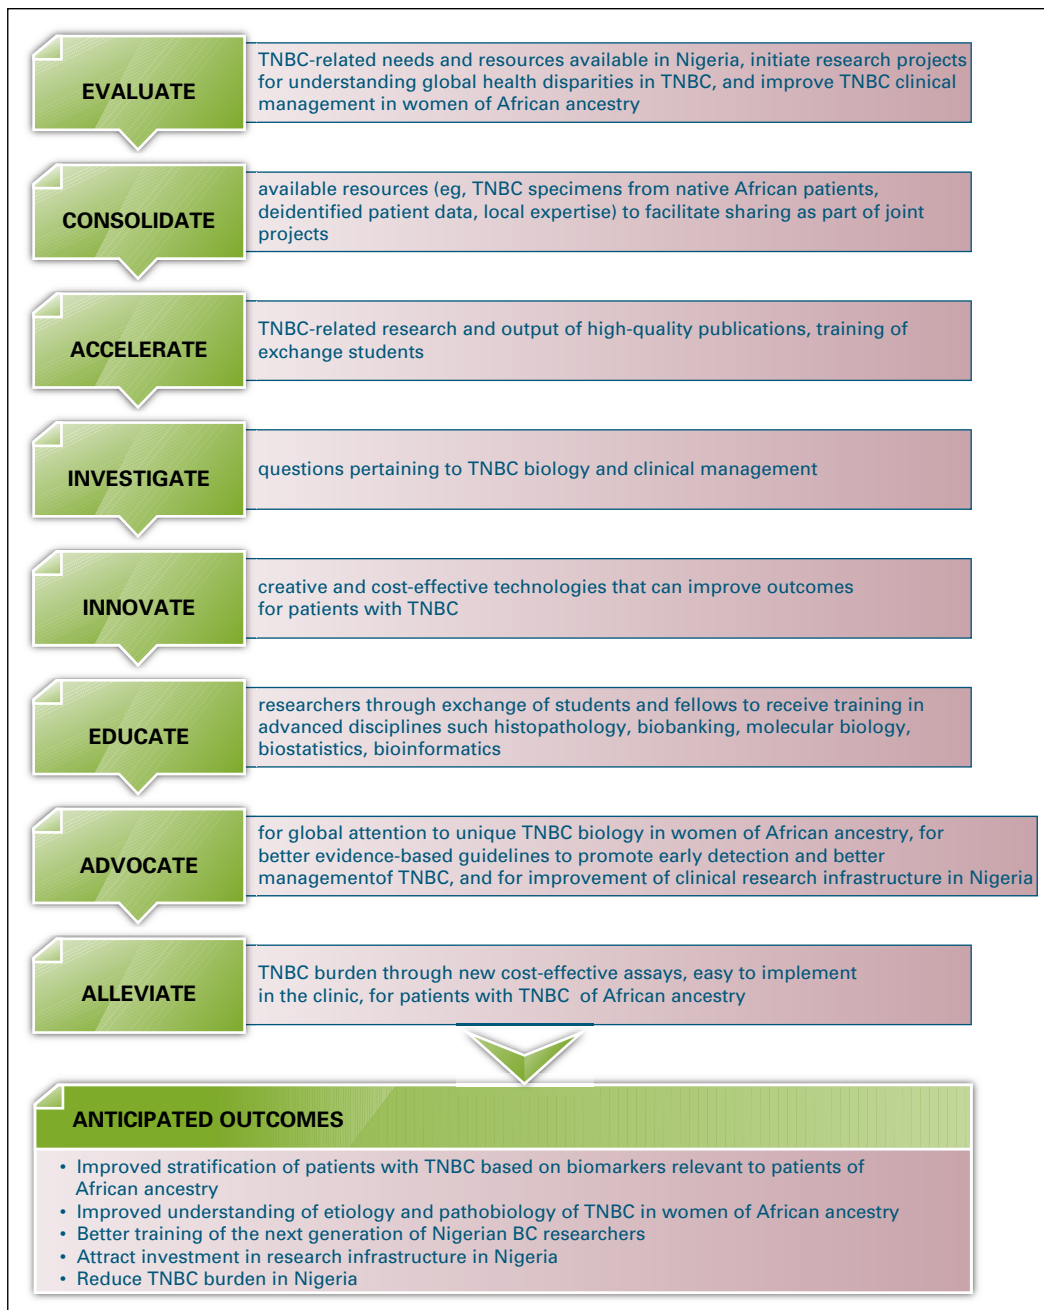 EVALUATE
TNBC-related needs and resources available in Nigeria, initiate research projects
for understanding global health disparities in TNBC, and improve TNBC clinical
management in women of African ancestry
CONSOLIDATE
available resources (eg, TNBC specimens from native African patients,
deidentified patient data, local expertise) to facilitate sharing as part of joint
projects
ACCELERATE
TNBC-related research and output of high-quality publications, training of
exchange students
INVESTIGATE
questions pertaining to TNBC biology and clinical management
INNOVATE
creative and cost-effective technologies that can improve outcomes
for patients with TNBC
EDUCATE
researchers through exchange of students and fellows to receive training in
advanced disciplines such histopathology, biobanking, molecular biology,
biostatistics, bioinformatics
ADVOCATE
for global attention to unique TNBC biology in women of African ancestry, for
better evidence-based guidelines to promote early detection and better
managementof TNBC, and for improvement of clinical research infrastructure in Nigeria
ALLEVIATE
TNBC burden through new cost-effective assays, easy to implement
in the clinic, for patients with TNBC of African ancestry
ANTICIPATED OUTCOMES
• Improved stratification of patients with TNBC based on biomarkers relevant to patients of
African ancestry
• Improved understanding of etiology and pathobiology of TNBC in women of African ancestry
• Better training of the next generation of Nigerian BC researchers
• Attract investment in research infrastructure in Nigeria
• Reduce TNBC burden in Nigeria